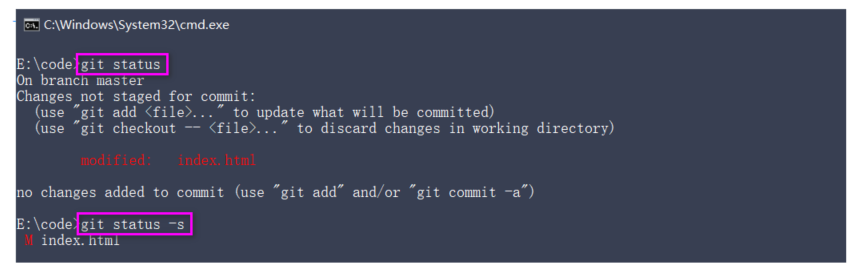 C:\Windows\System32\cmd.exe
E:\code>git status
On branch master
Changes not staged for commit:
  (use "git add <file>..." to update what will be committed)
  (use "git checkout -- <file>..." to discard changes in working directory)
        modified:   index.html
no changes added to commit (use "git add" and/or "git commit -a")
E:\code>git status -s
 M index.html